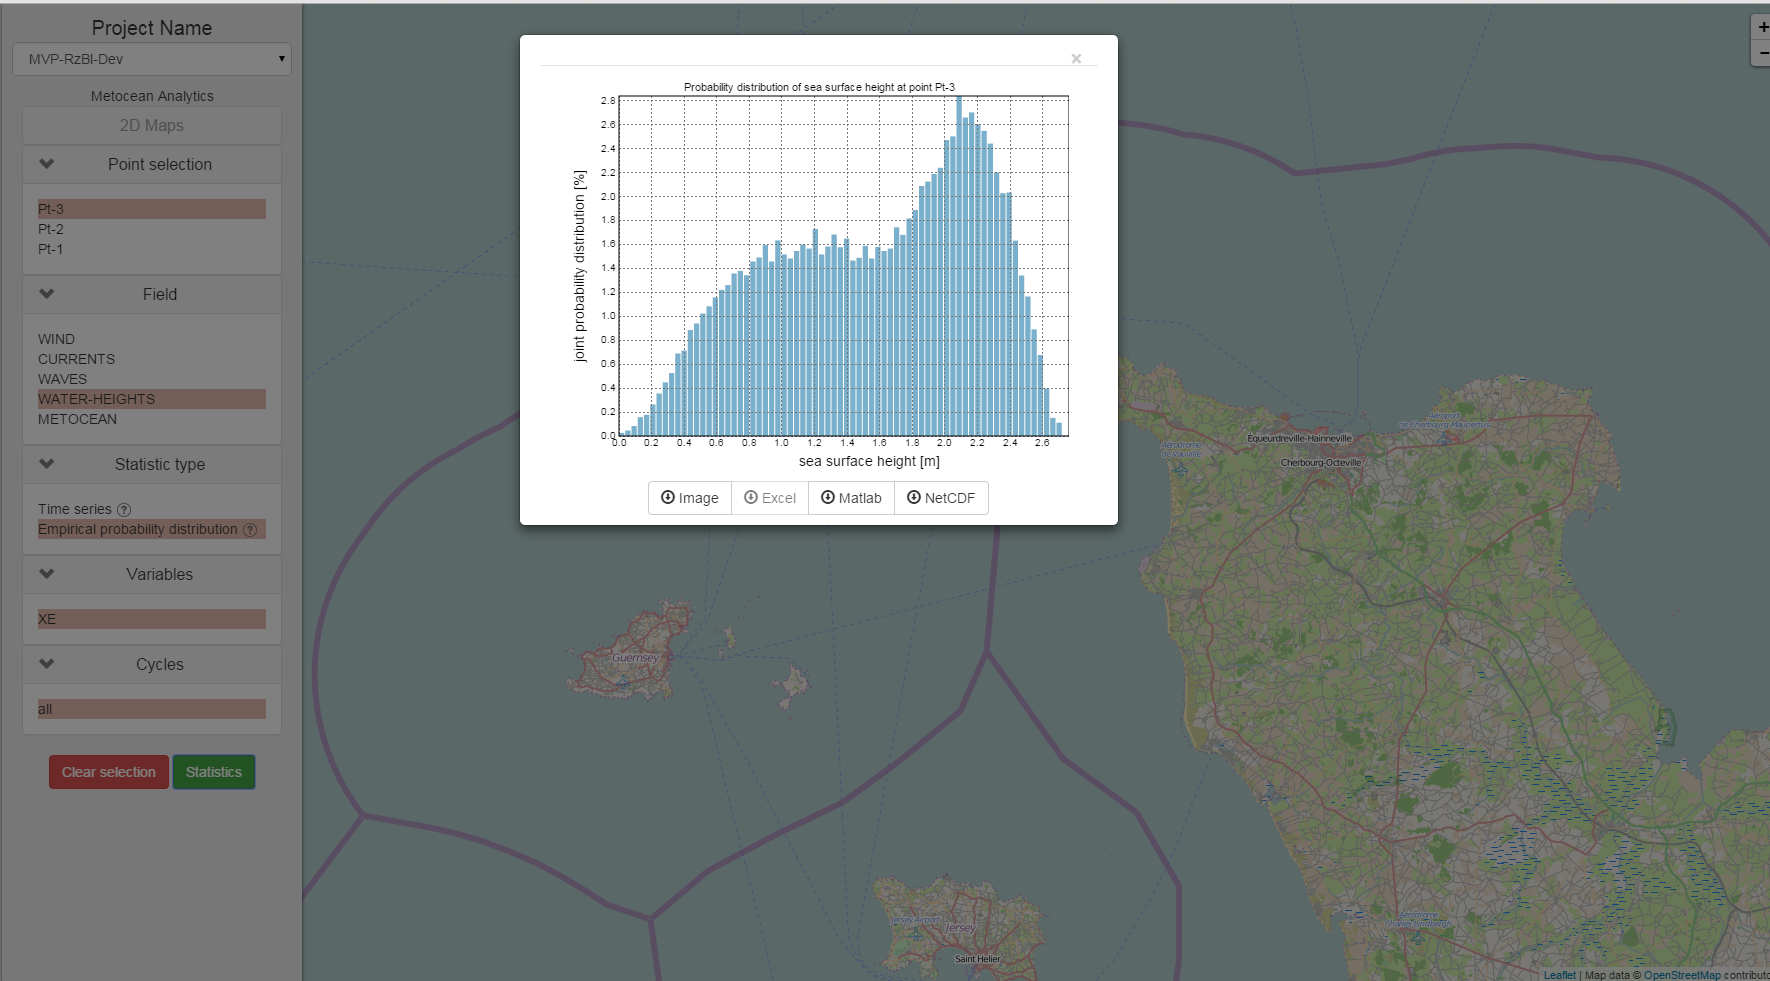 Project Name
MVP-RzBl-Dev
Metocean Analytics
2D Maps
Point selection
Pt-3
Pt-2
Pt-1
Field
WIND
CURRENTS
WAVES
WATER-HEIGHTS
METOCEAN
Statistic type
Time series ?
Empirical probability distribution ?
Variables
XE
Cycles
all
Clear selection Statistics
×
Probability distribution of sea surface height at point Pt-3
joint probability distribution [%]
2.8
2.6
2.4
2.2
2.0
1.8
1.6
1.4
1.2
1.0
0.8
0.6
0.4
0.2
0.0
0.0 0.2 0.4 0.6 0.8 1.0 1.2 1.4 1.6 1.8 2.0 2.2 2.4 2.6
sea surface height [m]
Image Excel Matlab NetCDF
+
−
Aéroport
de Cherbourg Maupertus
Equeurdreville-Hainneville
Aérodrome
de Vauville
Cherbourg-Octeville
Guernsey
Jersey Airport
Jersey
Saint Helier
Aérodrome
Leaflet | Map data © OpenStreetMap contributo